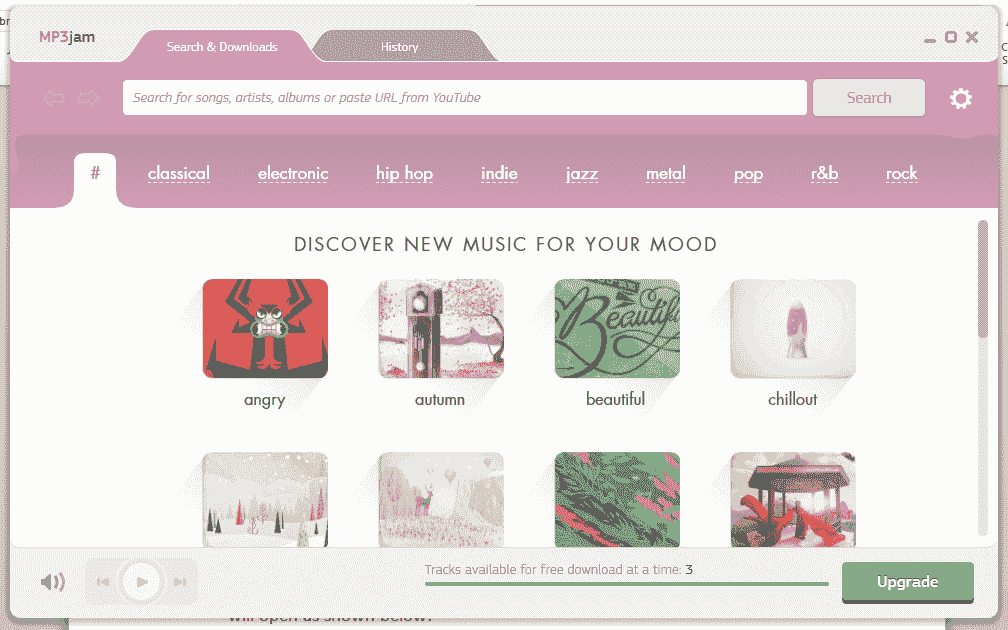 MP3jam
Search & Downloads
History
Search for songs, artists, albums or paste URL from YouTube
Search
#
classical
electronic
hip hop
indie
jazz
metal
pop
r&b
rock
DISCOVER NEW MUSIC FOR YOUR MOOD
Beautiful
angry
autumn
beautiful
chillout
Tracks available for free download at a time: 3
Upgrade
will open as shown below: